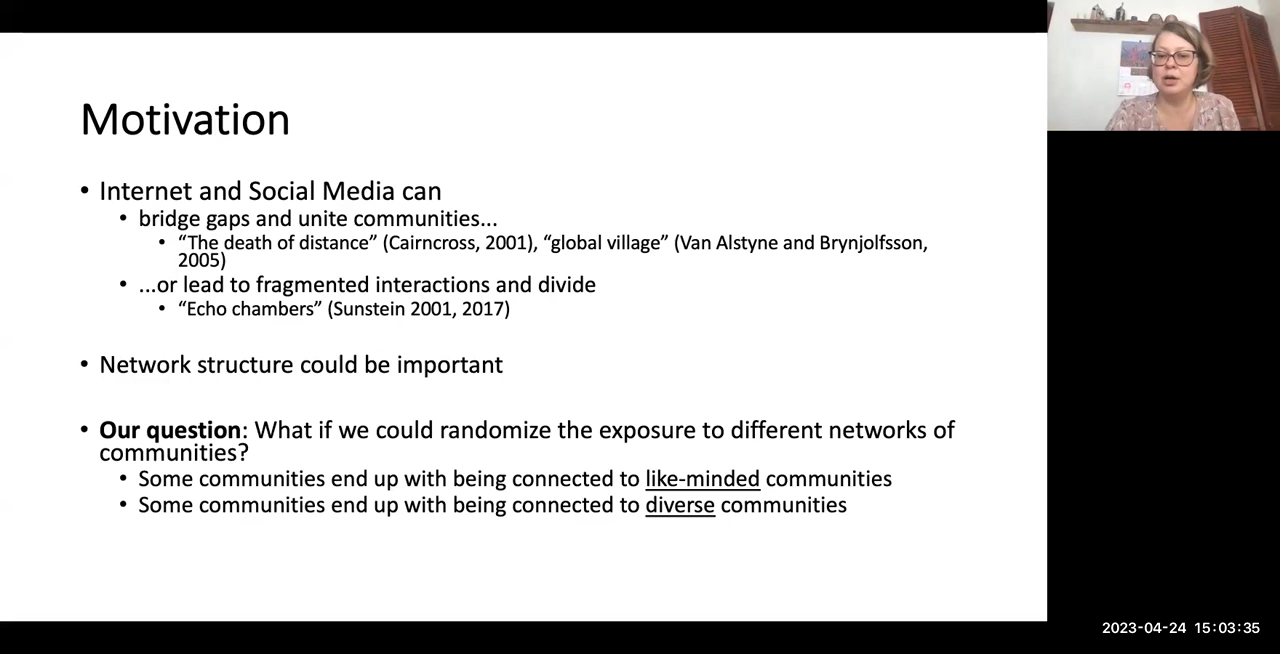 Motivation
• Internet and Social Media can
• bridge gaps and unite communities...
• “The death of distance” (Cairncross, 2001), “global village” (Van Alstyne and Brynjolfsson,
2005)
• ...or lead to fragmented interactions and divide
• “Echo chambers” (Sunstein 2001, 2017)
• Network structure could be important
• Our question: What if we could randomize the exposure to different networks of
communities?
• Some communities end up with being connected to like-minded communities
• Some communities end up with being connected to diverse communities
2023-04-24 15:03:35